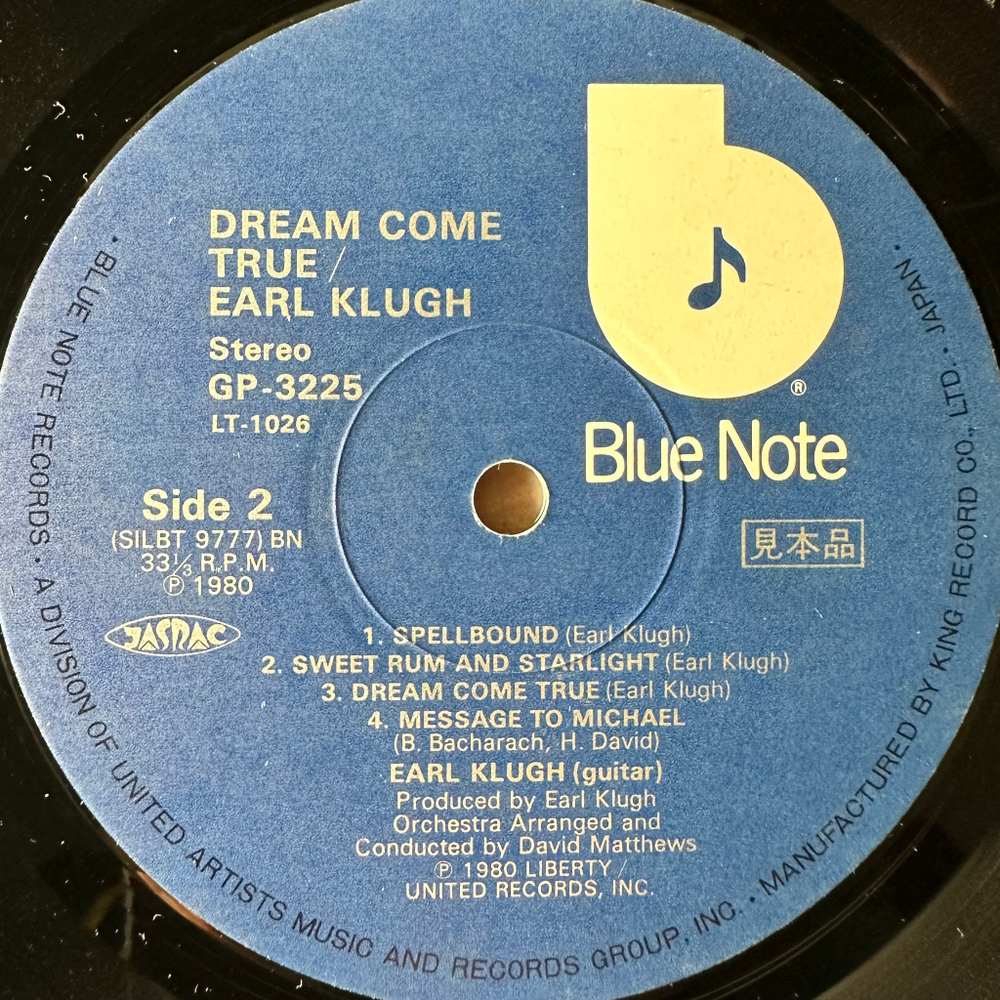 DREAM COME
TRUE /
EARL KLUGH
Stereo
GP-3225
LT-1026
®
Blue Note
Side 2
(SILBT 9777) BN
33⅓ R.P.M.
℗ 1980
JASRAC
見本品
1. SPELLBOUND (Earl Klugh)
2. SWEET RUM AND STARLIGHT (Earl Klugh)
3. DREAM COME TRUE (Earl Klugh)
4. MESSAGE TO MICHAEL
(B. Bacharach, H. David)
EARL KLUGH (guitar)
Produced by Earl Klugh
Orchestra Arranged and
Conducted by David Matthews
℗ 1980 LIBERTY /
UNITED RECORDS, INC.
• BLUE NOTE RECORDS • A DIVISION OF UNITED ARTISTS MUSIC AND RECORDS GROUP, INC. • MANUFACTURED BY KING RECORD CO., LTD. • JAPAN •